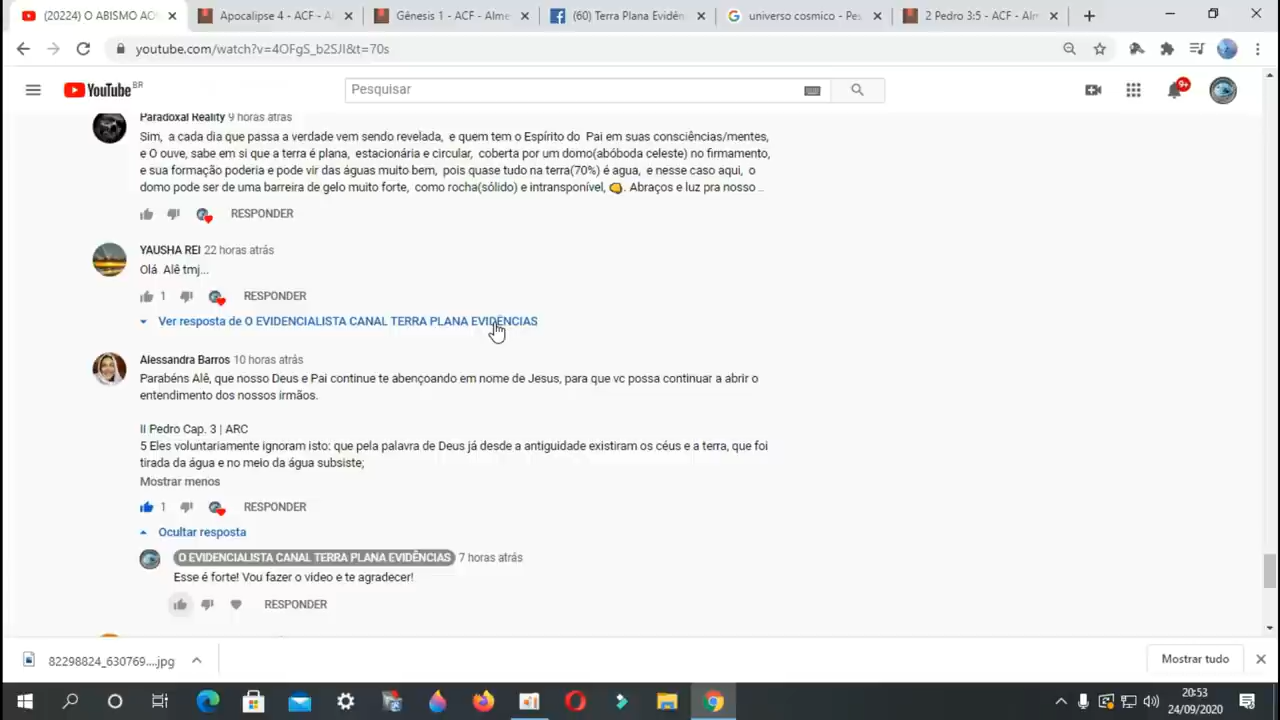 (20224) O ABISMO AO
Apocalipse 4 - ACF - Al
Gênesis 1 - ACF - Alme
(60) Terra Plana Evidên
universo cosmico - Pes
2 Pedro 3:5 - ACF - Alm
youtube.com/watch?v=4OFgS_b2SJI&t=70s
YouTube BR
Pesquisar
9+
Paradoxal Reality 9 horas atrás
Sim, a cada dia que passa a verdade vem sendo revelada, e quem tem o Espírito do Pai em suas consciências/mentes,
e O ouve, sabe em si que a terra é plana, estacionária e circular, coberta por um domo(abóboda celeste) no firmamento,
e sua formação poderia e pode vir das águas muito bem, pois quase tudo na terra(70%) é agua, e nesse caso aqui, o
domo pode ser de uma barreira de gelo muito forte, como rocha(sólido) e intransponível, 👊. Abraços e luz pra nosso ...
RESPONDER
YAUSHA REI 22 horas atrás
Olá Alê tmj...
1 RESPONDER
Ver resposta de O EVIDENCIALISTA CANAL TERRA PLANA EVIDÊNCIAS
Alessandra Barros 10 horas atrás
Parabéns Alê, que nosso Deus e Pai continue te abençoando em nome de Jesus, para que vc possa continuar a abrir o
entendimento dos nossos irmãos.
II Pedro Cap. 3 | ARC
5 Eles voluntariamente ignoram isto: que pela palavra de Deus já desde a antiguidade existiram os céus e a terra, que foi
tirada da água e no meio da água subsiste;
Mostrar menos
1 RESPONDER
Ocultar resposta
O EVIDENCIALISTA CANAL TERRA PLANA EVIDÊNCIAS 7 horas atrás
Esse é forte! Vou fazer o video e te agradecer!
RESPONDER
82298824_630769....jpg
Mostrar tudo
20:53
24/09/2020